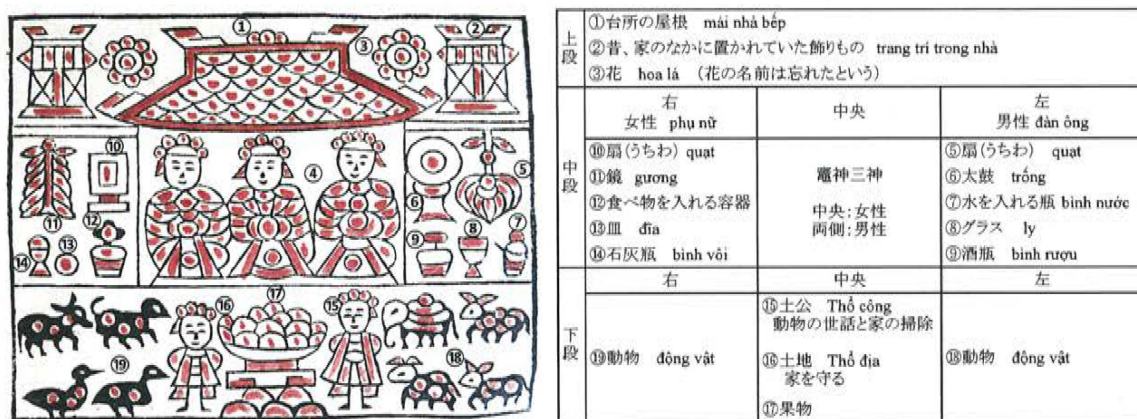 ① ② ③ ④ ⑤ ⑥ ⑦ ⑧ ⑨ ⑩ ⑪ ⑫ ⑬ ⑭ ⑮ ⑯ ⑰ ⑱ ⑲
上段
①台所の屋根 mái nhà bếp
②昔、家のなかに置かれていた飾りもの trang trí trong nhà
③花 hoa lá （花の名前は忘れたという）
中段
右
女性 phụ nữ
中央
左
男性 đàn ông
⑩扇(うちわ) quạt
⑪鏡 gương
⑫食べ物を入れる容器
⑬皿 đĩa
⑭石灰瓶 bình vôi
竈神三神
中央：女性
両側：男性
⑤扇(うちわ) quạt
⑥太鼓 trống
⑦水を入れる瓶 bình nước
⑧グラス ly
⑨酒瓶 bình rượu
下段
右
中央
左
⑲動物 động vật
⑮土公 Thổ công
動物の世話と家の掃除
⑯土地 Thổ địa
家を守る
⑰果物
⑱動物 động vật